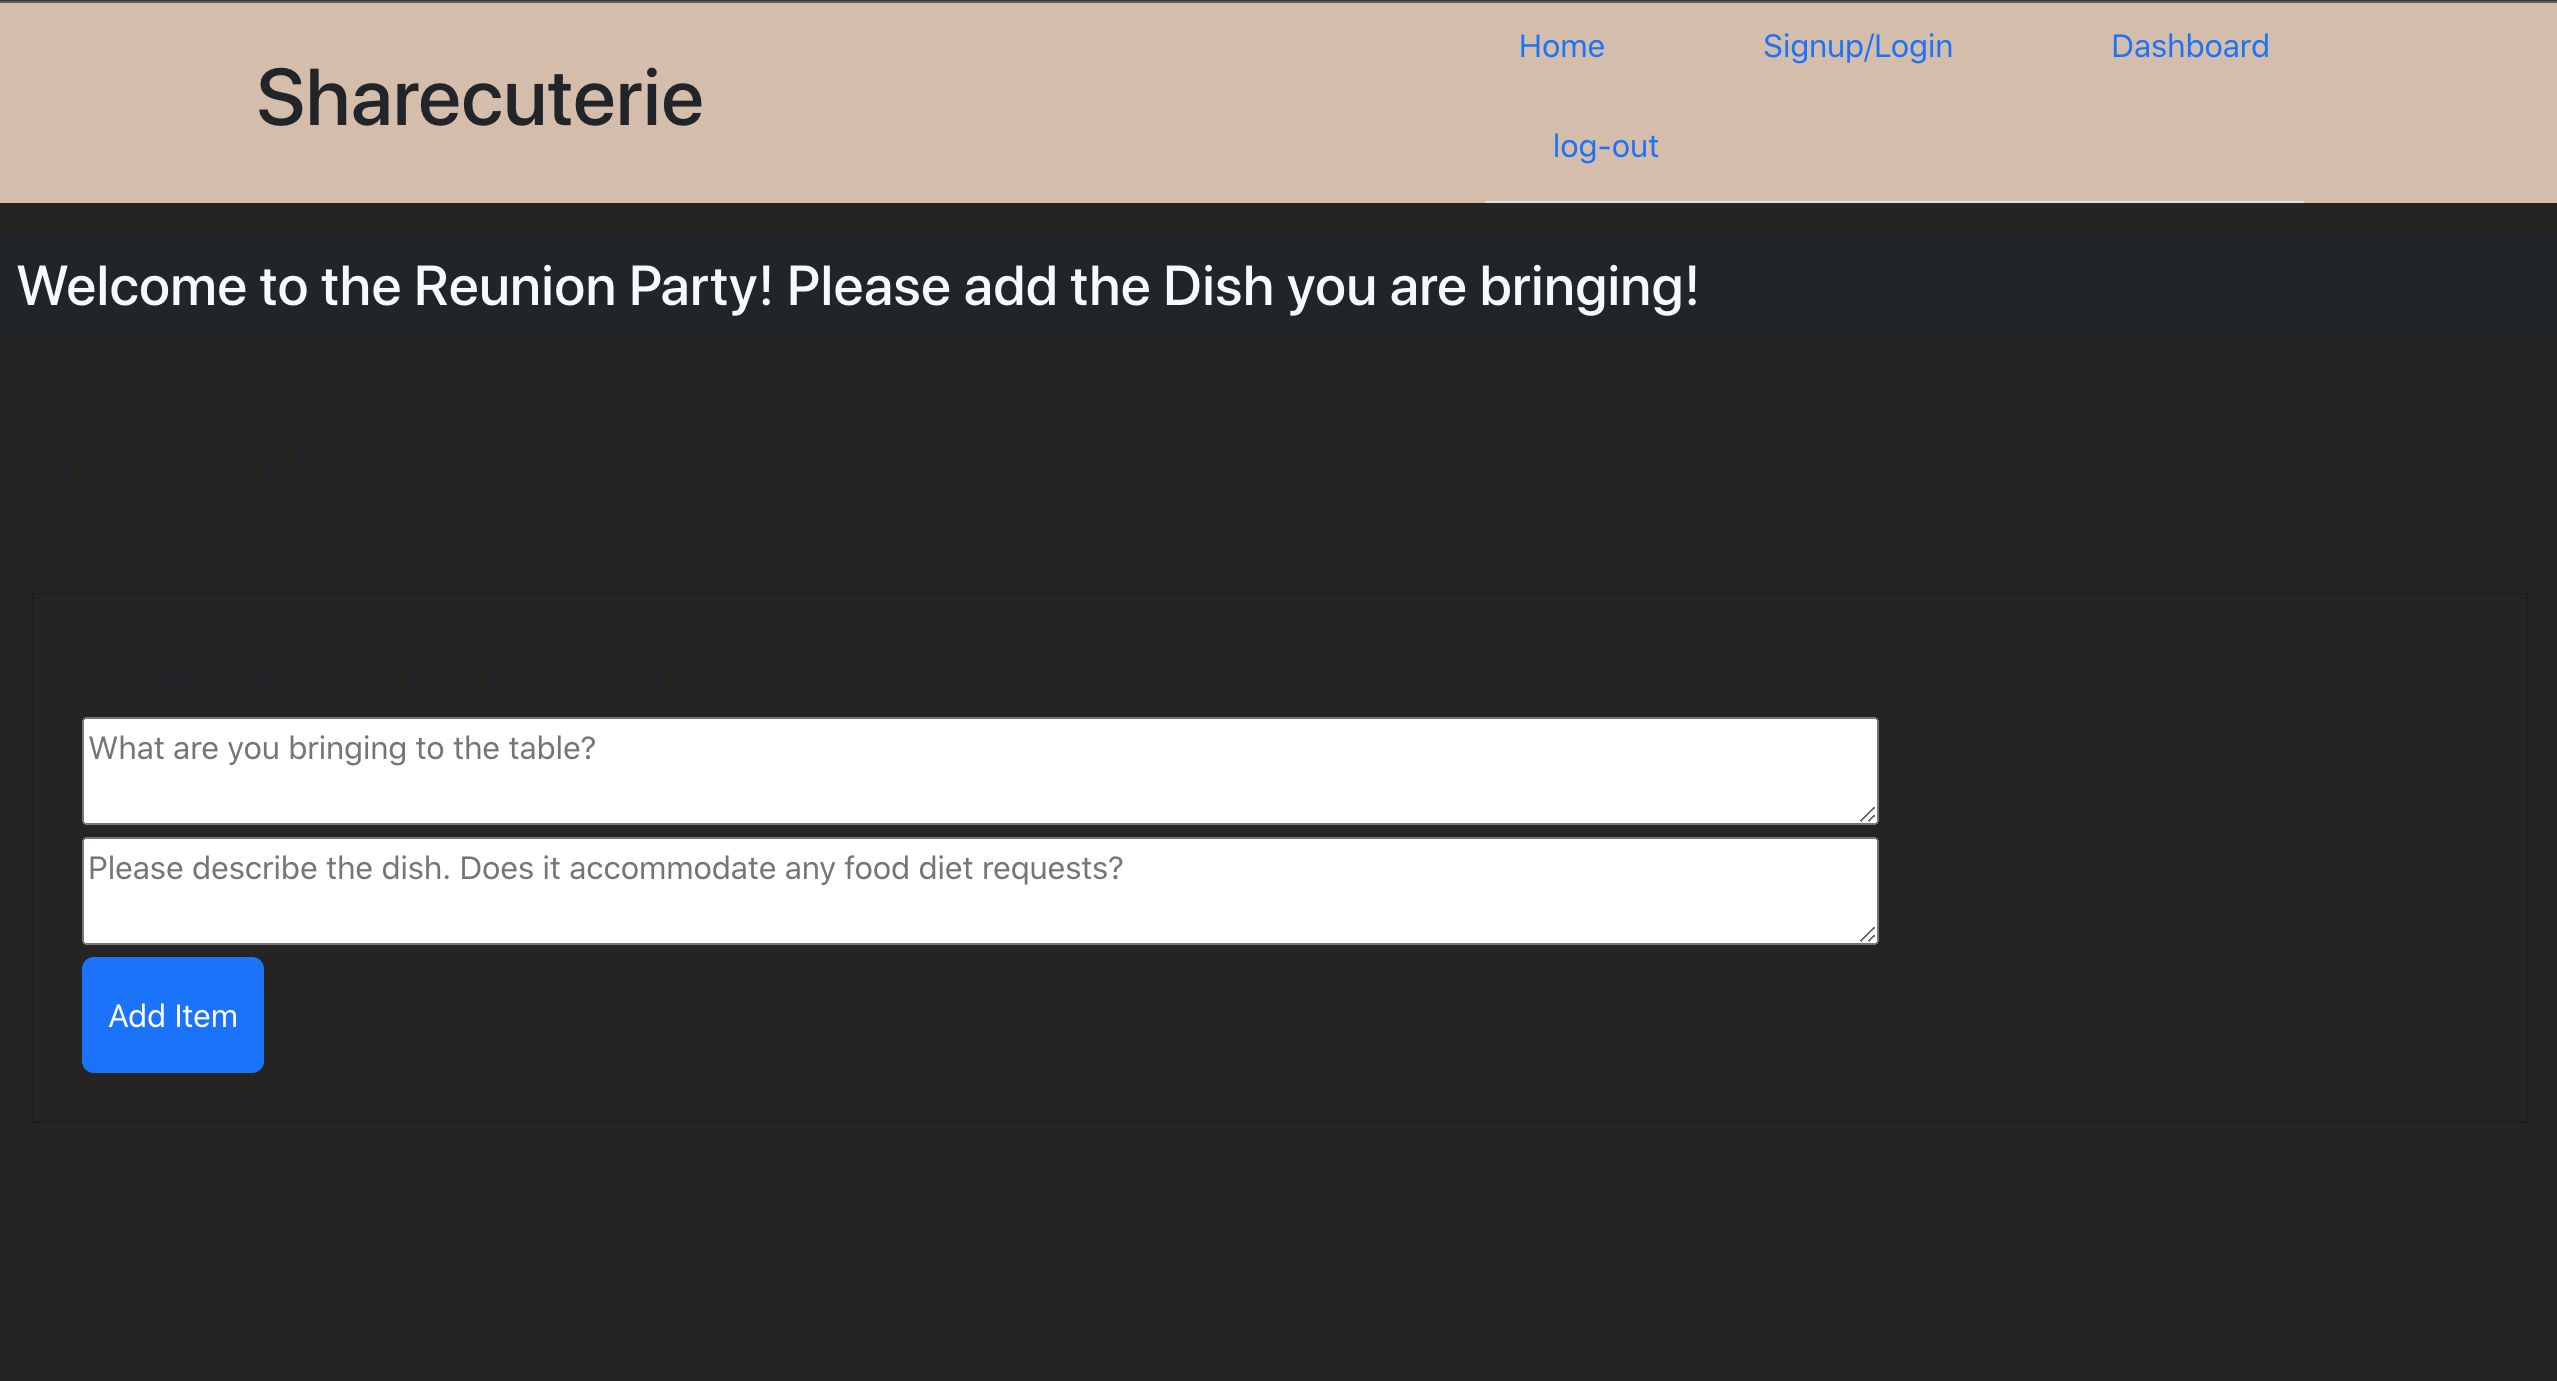 Sharecuterie
Home Signup/Login Dashboard
log-out
Welcome to the Reunion Party! Please add the Dish you are bringing!
No Items Yet
What delicious dish are you bringing?
What are you bringing to the table?
Please describe the dish. Does it accommodate any food diet requests?
Add Item